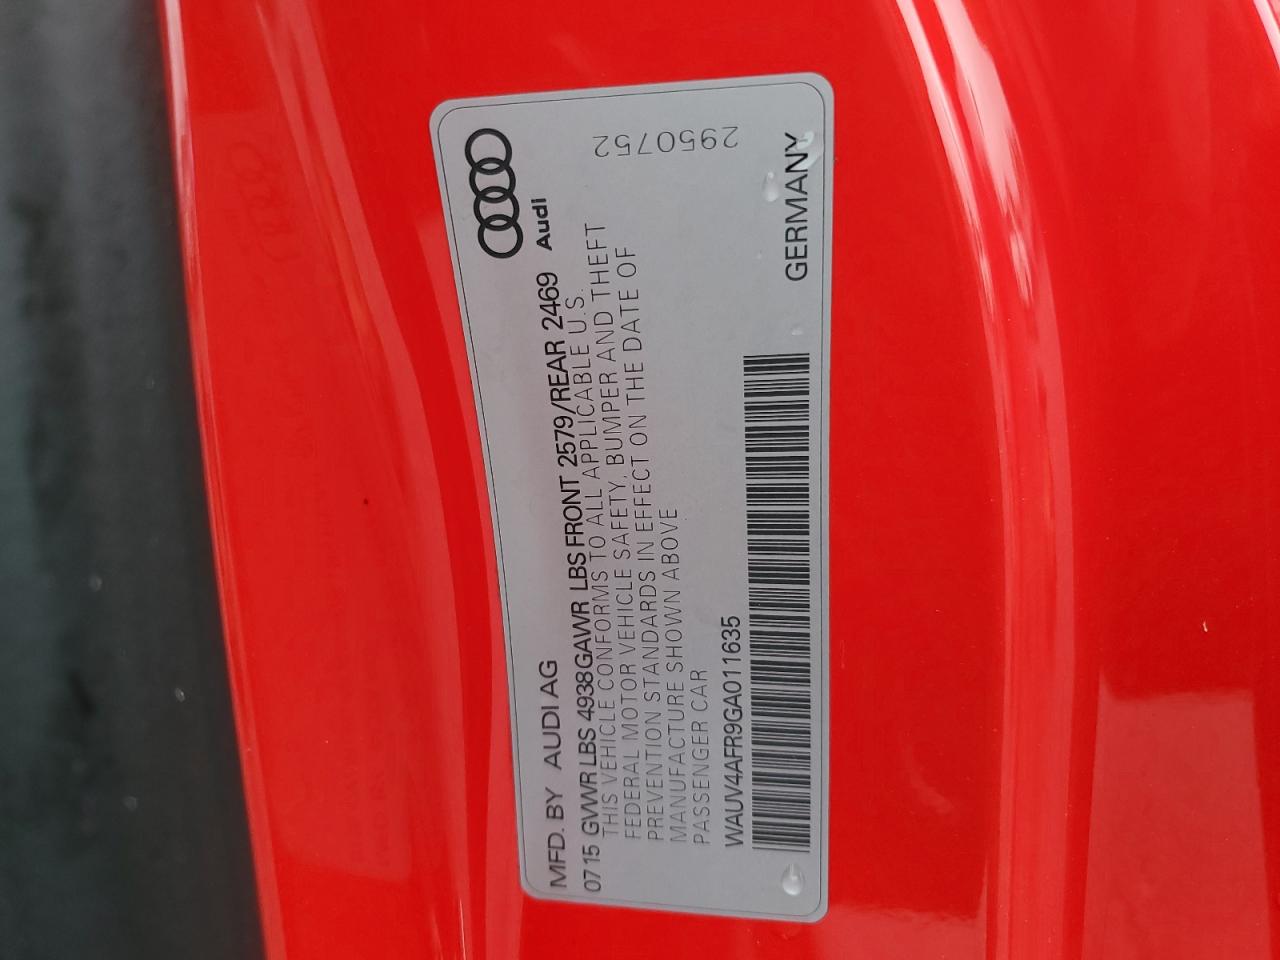 MFD. BY AUDI AG
Audi
0715 GVWR LBS 4938 GAWR LBS FRONT 2579/REAR 2469
THIS VEHICLE CONFORMS TO ALL APPLICABLE U.S.
FEDERAL MOTOR VEHICLE SAFETY, BUMPER AND THEFT
PREVENTION STANDARDS IN EFFECT ON THE DATE OF
MANUFACTURE SHOWN ABOVE
PASSENGER CAR
2950752
WAUV4AFR9GA011635
GERMANY